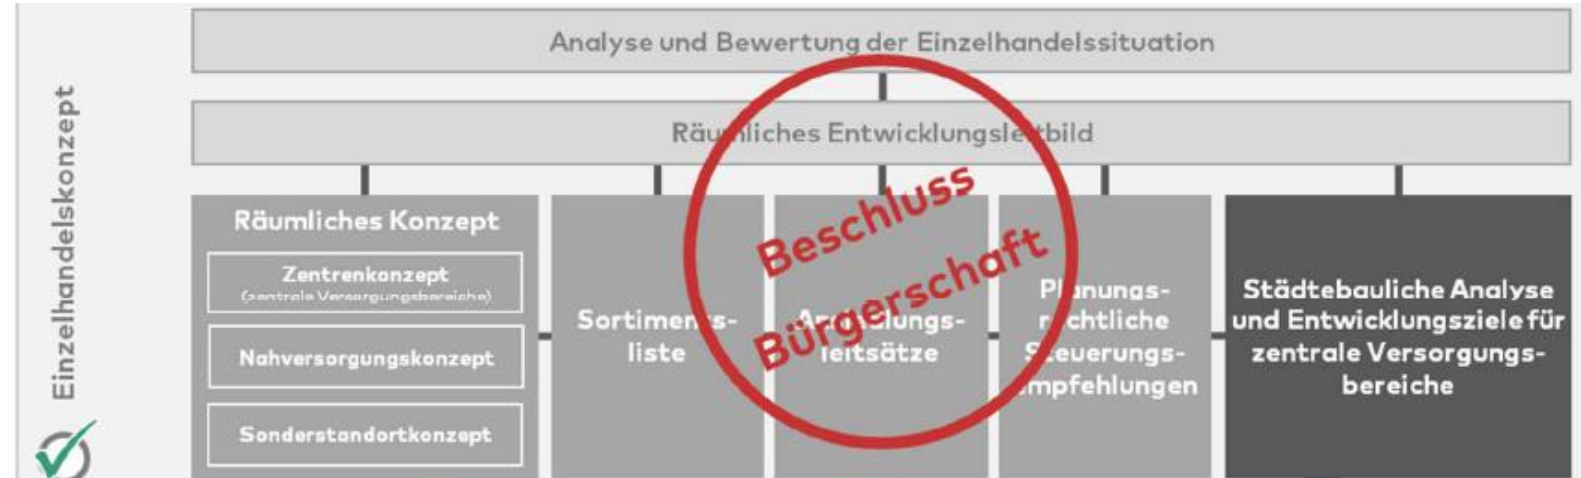 Einzelhandelskonzept
Analyse und Bewertung der Einzelhandelssituation
Räumliches Entwicklungsleitbild
Räumliches Konzept
Zentrenkonzept
(zentrale Versorgungsbereiche)
Nahversorgungskonzept
Sonderstandortkonzept
Sortiments-
liste
Ansiedlungs-
leitsätze
Planungs-
rechtliche
Steuerungs-
empfehlungen
Städtebauliche Analyse
und Entwicklungsziele für
zentrale Versorgungs-
bereiche
Beschluss
Bürgerschaft